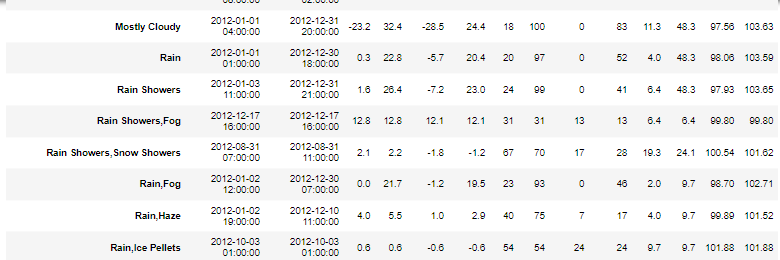 00:00:00 02:00:00
Mostly Cloudy 2012-01-01 04:00:00 2012-12-31 20:00:00 -23.2 32.4 -28.5 24.4 18 100 0 83 11.3 48.3 97.56 103.63
Rain 2012-01-01 01:00:00 2012-12-30 18:00:00 0.3 22.8 -5.7 20.4 20 97 0 52 4.0 48.3 98.06 103.59
Rain Showers 2012-01-03 11:00:00 2012-12-31 21:00:00 1.6 26.4 -7.2 23.0 24 99 0 41 6.4 48.3 97.93 103.65
Rain Showers,Fog 2012-12-17 16:00:00 2012-12-17 16:00:00 12.8 12.8 12.1 12.1 31 31 13 13 6.4 6.4 99.80 99.80
Rain Showers,Snow Showers 2012-08-31 07:00:00 2012-08-31 11:00:00 2.1 2.2 -1.8 -1.2 67 70 17 28 19.3 24.1 100.54 101.62
Rain,Fog 2012-01-02 12:00:00 2012-12-30 07:00:00 0.0 21.7 -1.2 19.5 23 93 0 46 2.0 9.7 98.70 102.71
Rain,Haze 2012-01-02 19:00:00 2012-12-10 11:00:00 4.0 5.5 1.0 2.9 40 75 7 17 4.0 9.7 99.89 101.52
Rain,Ice Pellets 2012-10-03 01:00:00 2012-10-03 01:00:00 0.6 0.6 -0.6 -0.6 54 54 24 24 9.7 9.7 101.88 101.88